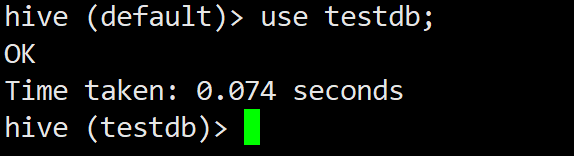 hive (default)> use testdb;
OK
Time taken: 0.074 seconds
hive (testdb)>